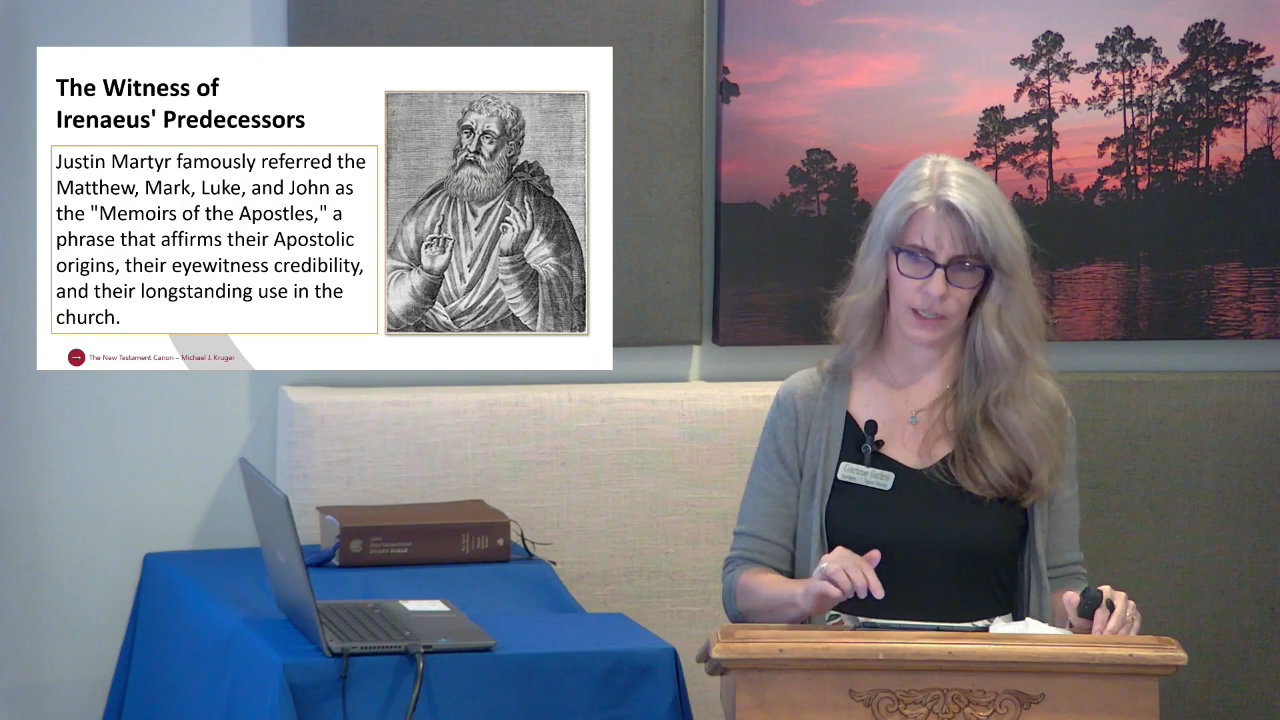 The Witness of
Irenaeus' Predecessors
Justin Martyr famously referred the
Matthew, Mark, Luke, and John as
the "Memoirs of the Apostles," a
phrase that affirms their Apostolic
origins, their eyewitness credibility,
and their longstanding use in the
church.
The New Testament Canon – Michael J. Kruger
STUDY BIBLE